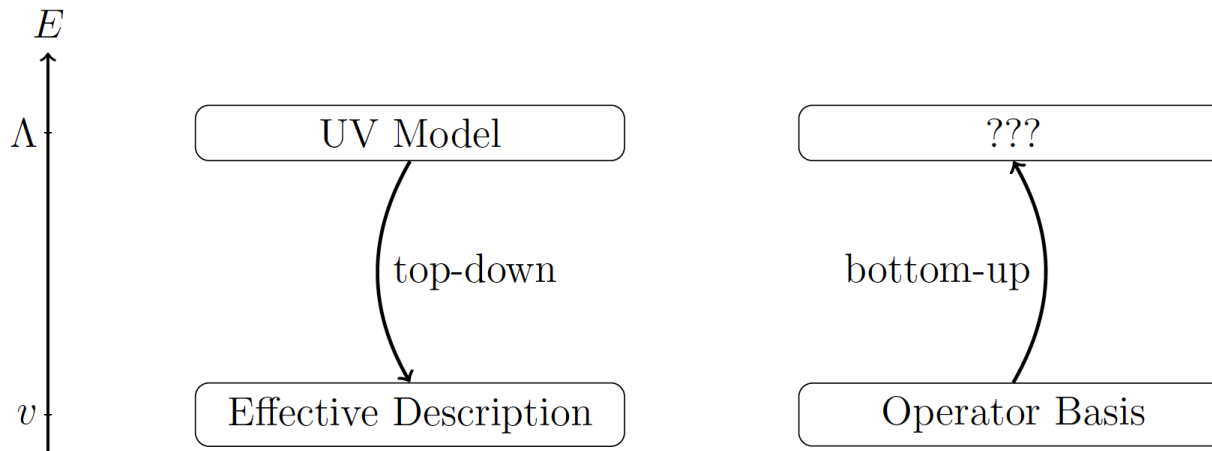 E
Λ
UV Model
???
top-down
bottom-up
v
Effective Description
Operator Basis